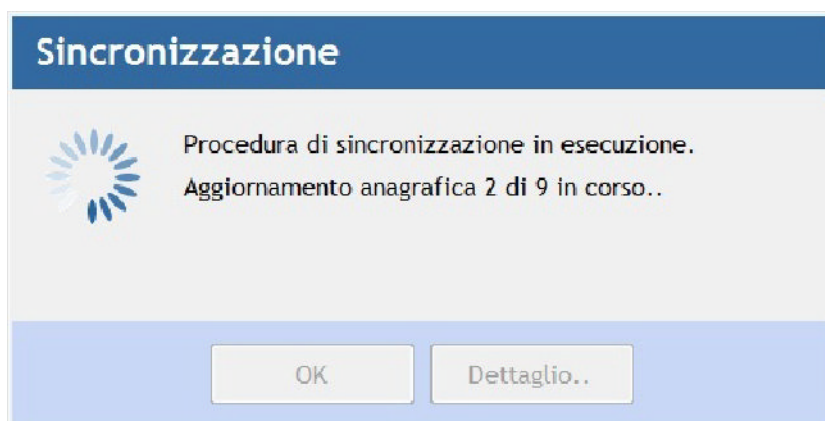 Sincronizzazione
Procedura di sincronizzazione in esecuzione.
Aggiornamento anagrafica 2 di 9 in corso..
OK
Dettaglio..